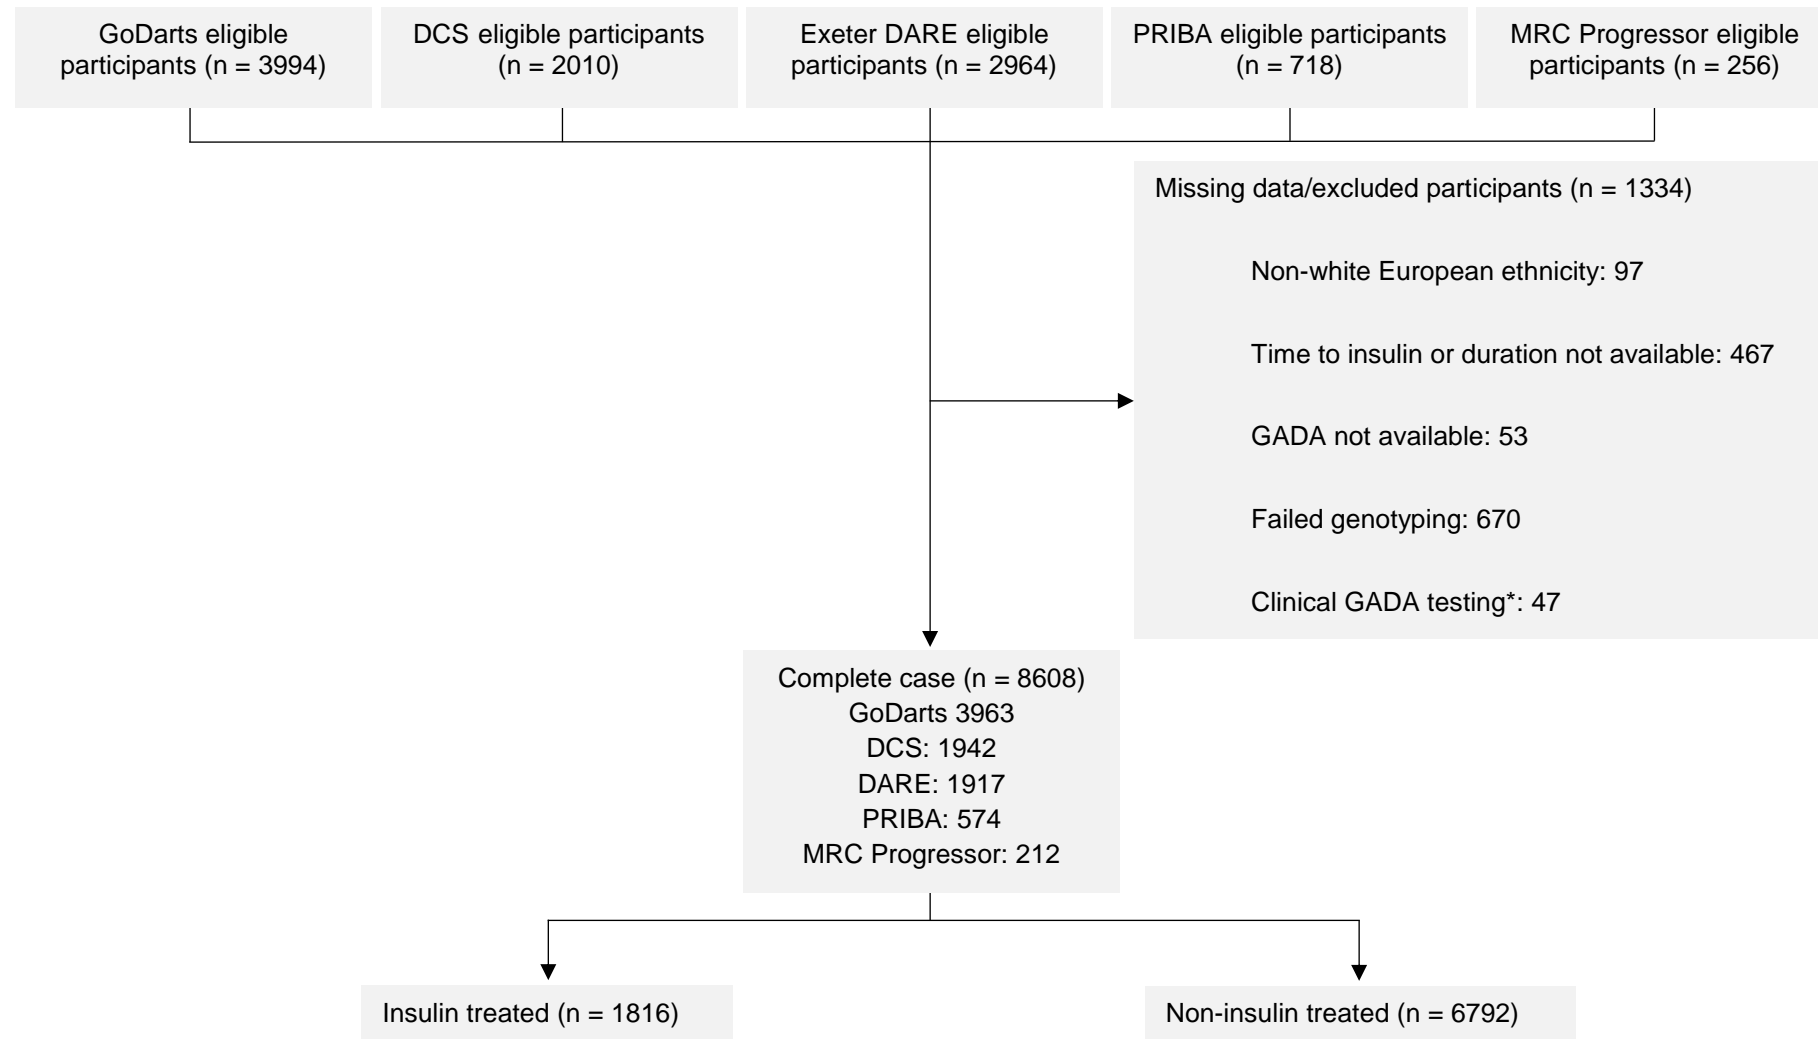 GoDarts eligible
participants (n = 3994)
DCS eligible participants
(n = 2010)
Exeter DARE eligible
participants (n = 2964)
PRIBA eligible participants
(n = 718)
MRC Progressor eligible
participants (n = 256)
Missing data/excluded participants (n = 1334)
Non-white European ethnicity: 97
Time to insulin or duration not available: 467
GADA not available: 53
Failed genotyping: 670
Clinical GADA testing*: 47
Complete case (n = 8608)
GoDarts 3963
DCS: 1942
DARE: 1917
PRIBA: 574
MRC Progressor: 212
Insulin treated (n = 1816)
Non-insulin treated (n = 6792)